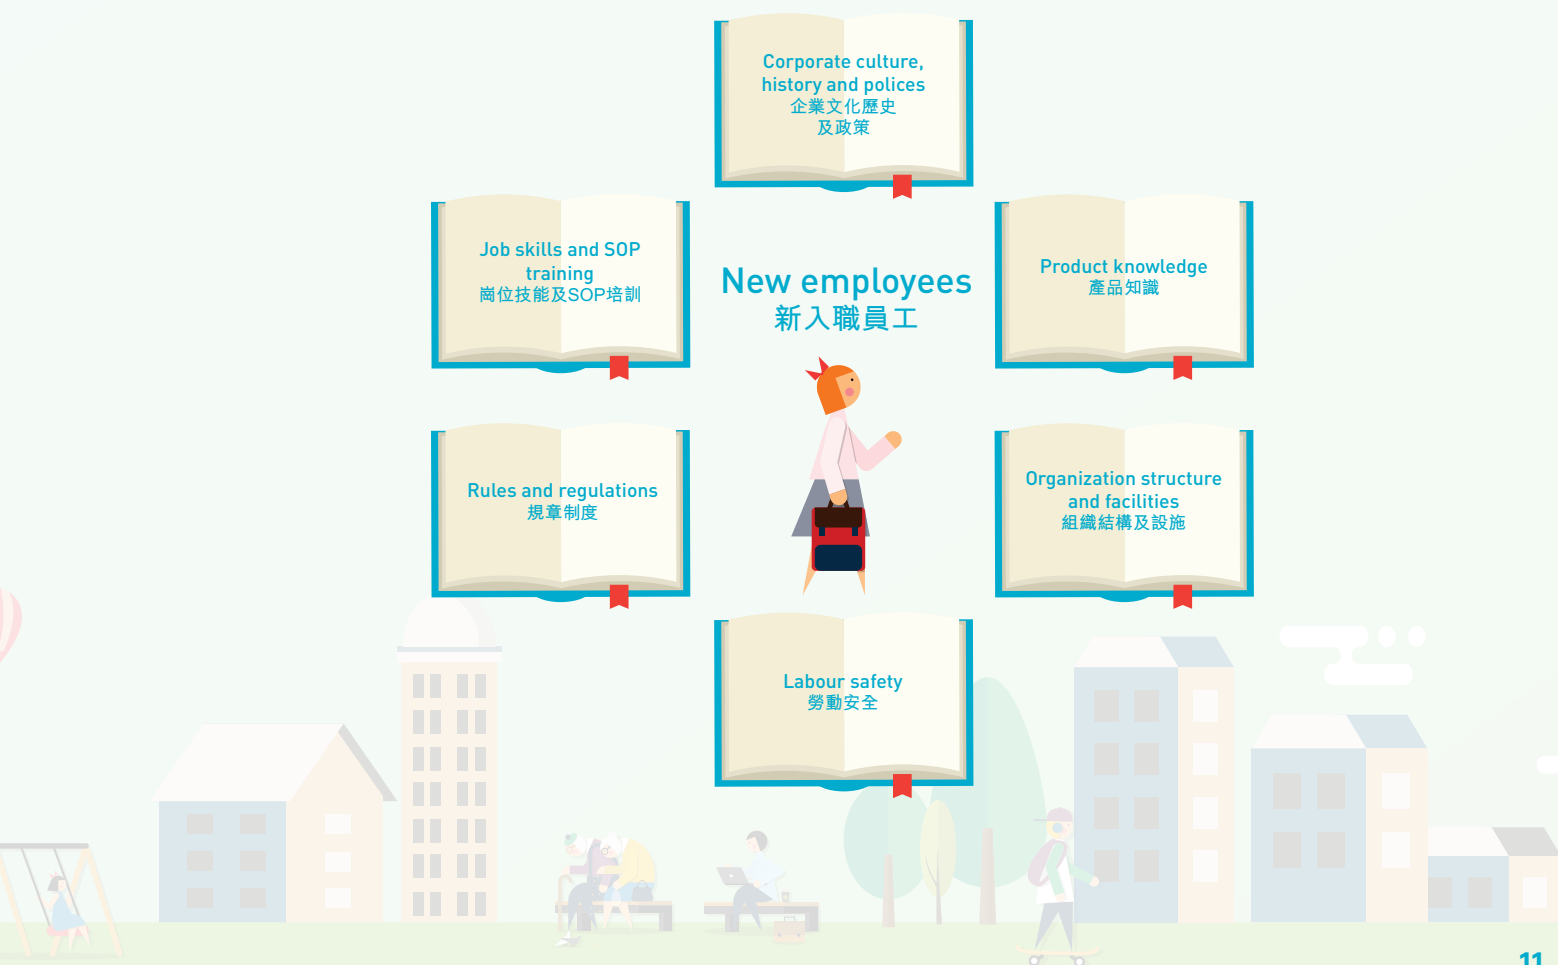 Corporate culture,
history and polices
企業文化歷史
及政策
Job skills and SOP
training
崗位技能及SOP培訓
New employees
新入職員工
Product knowledge
產品知識
Rules and regulations
規章制度
Organization structure
and facilities
組織結構及設施
Labour safety
勞動安全
11